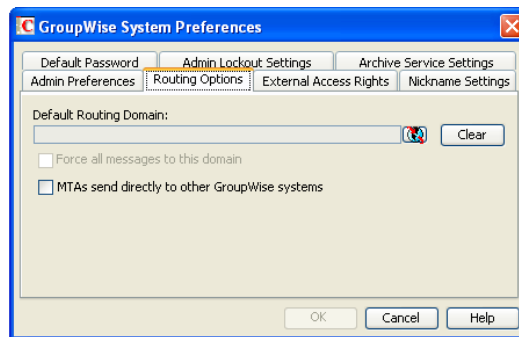 GroupWise System Preferences
Default Password Admin Lockout Settings Archive Service Settings
Admin Preferences Routing Options External Access Rights Nickname Settings
Default Routing Domain:
Clear
Force all messages to this domain
MTAs send directly to other GroupWise systems
OK Cancel Help